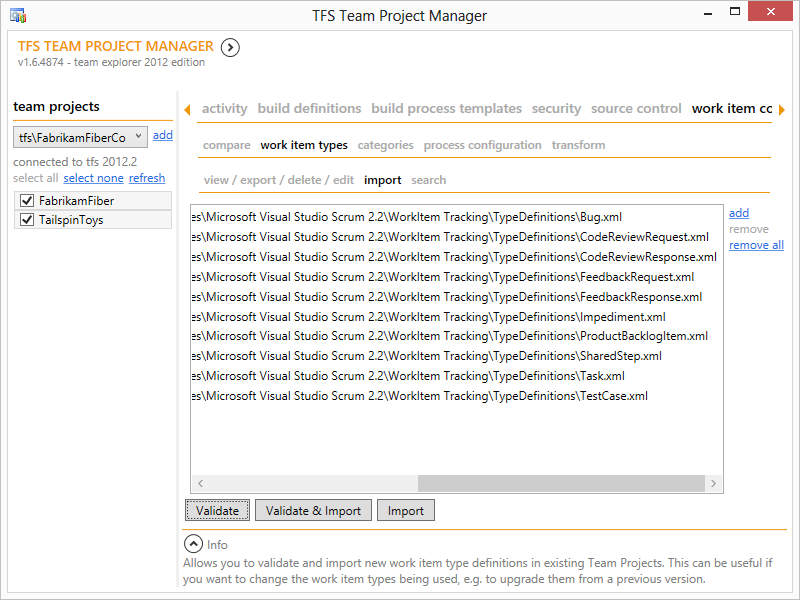 TFS Team Project Manager
TFS TEAM PROJECT MANAGER
v1.6.4874 - team explorer 2012 edition
team projects
tfs\FabrikamFiberCo add
connected to tfs 2012.2
select all select none refresh
FabrikamFiber
TailspinToys
activity build definitions build process templates security source control work item cc
compare work item types categories process configuration transform
view / export / delete / edit import search
es\Microsoft Visual Studio Scrum 2.2\WorkItem Tracking\TypeDefinitions\Bug.xml
es\Microsoft Visual Studio Scrum 2.2\WorkItem Tracking\TypeDefinitions\CodeReviewRequest.xml
es\Microsoft Visual Studio Scrum 2.2\WorkItem Tracking\TypeDefinitions\CodeReviewResponse.xml
es\Microsoft Visual Studio Scrum 2.2\WorkItem Tracking\TypeDefinitions\FeedbackRequest.xml
es\Microsoft Visual Studio Scrum 2.2\WorkItem Tracking\TypeDefinitions\FeedbackResponse.xml
es\Microsoft Visual Studio Scrum 2.2\WorkItem Tracking\TypeDefinitions\Impediment.xml
es\Microsoft Visual Studio Scrum 2.2\WorkItem Tracking\TypeDefinitions\ProductBacklogItem.xml
es\Microsoft Visual Studio Scrum 2.2\WorkItem Tracking\TypeDefinitions\SharedStep.xml
es\Microsoft Visual Studio Scrum 2.2\WorkItem Tracking\TypeDefinitions\Task.xml
es\Microsoft Visual Studio Scrum 2.2\WorkItem Tracking\TypeDefinitions\TestCase.xml
add
remove
remove all
Validate Validate & Import Import
Info
Allows you to validate and import new work item type definitions in existing Team Projects. This can be useful if
you want to change the work item types being used, e.g. to upgrade them from a previous version.